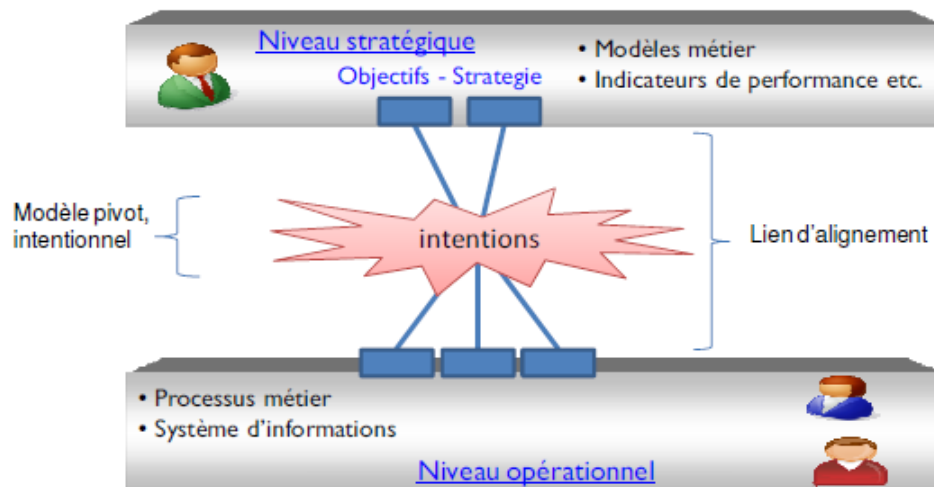 Niveau stratégique
Objectifs - Strategie
• Modèles métier
• Indicateurs de performance etc.
Modèle pivot,
intentionnel
intentions
Lien d'alignement
• Processus métier
• Système d'informations
Niveau opérationnel